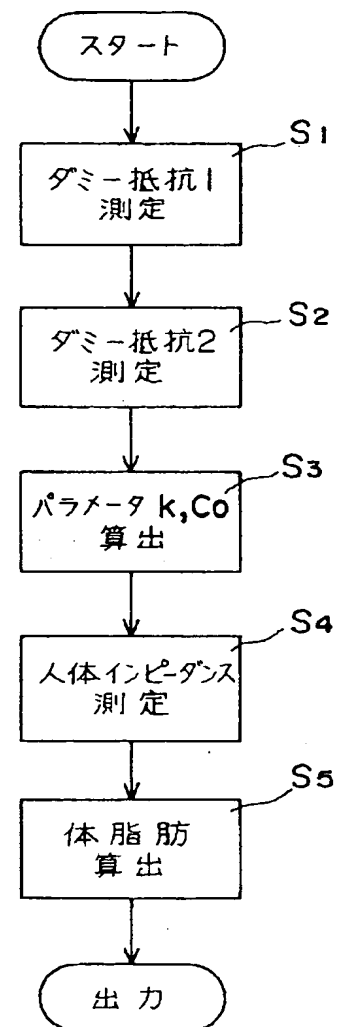 スタート
S1
ダミー抵抗1
測定
S2
ダミー抵抗2
測定
S3
パラメータ k,Co
算出
S4
人体インピーダンス
測定
S5
体脂肪
算出
出力